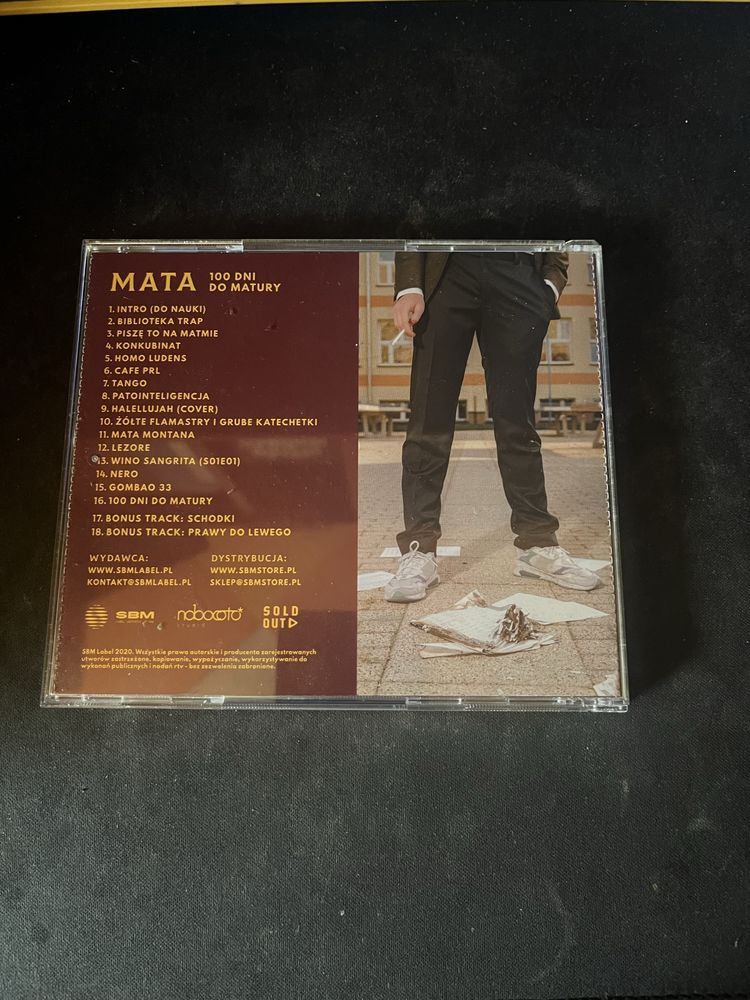 MATA
100 DNI
DO MATURY
1. INTRO (DO NAUKI)
2. BIBLIOTEKA TRAP
3. PISZĘ TO NA MATMIE
4. KONKUBINAT
5. HOMO LUDENS
6. CAFE PRL
7. TANGO
8. PATOINTELIGENCJA
9. HALELLUJAH (COVER)
10. ŻÓŁTE FLAMASTRY I GRUBE KATECHETKI
11. MATA MONTANA
12. LEZORE
13. WINO SANGRITA (S01E01)
14. NERO
15. GOMBAO 33
16. 100 DNI DO MATURY
17. BONUS TRACK: SCHODKI
18. BONUS TRACK: PRAWY DO LEWEGO
WYDAWCA:
WWW.SBMLABEL.PL
KONTAKT@SBMLABEL.PL
DYSTRYBUCJA:
WWW.SBMSTORE.PL
SKLEP@SBMSTORE.PL
SBM
nobocoto*
studio
SOLD
OUT
SBM Label 2020. Wszystkie prawa autorskie i producenta zarejestrowanych
utworów zastrzeżone, kopiowanie, wypożyczanie, wykorzystywanie do
wykonań publicznych i nadań rtv - bez zezwolenia zabronione.